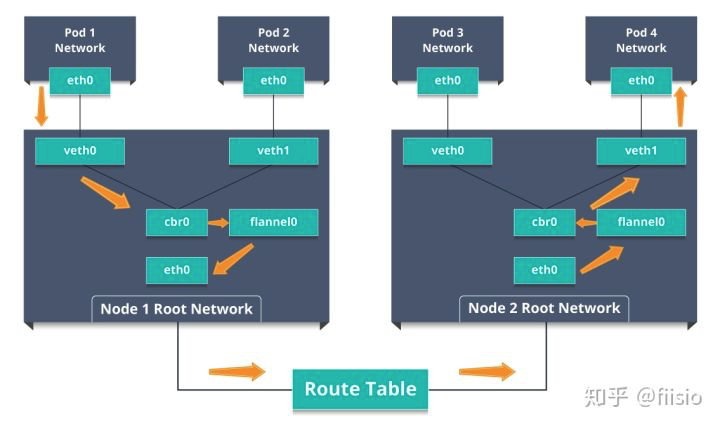 Pod 1
Network
eth0
Pod 2
Network
eth0
Pod 3
Network
eth0
Pod 4
Network
eth0
veth0
veth1
cbr0
flannel0
eth0
Node 1 Root Network
veth0
veth1
cbr0
flannel0
eth0
Node 2 Root Network
Route Table
知乎 @fiisio